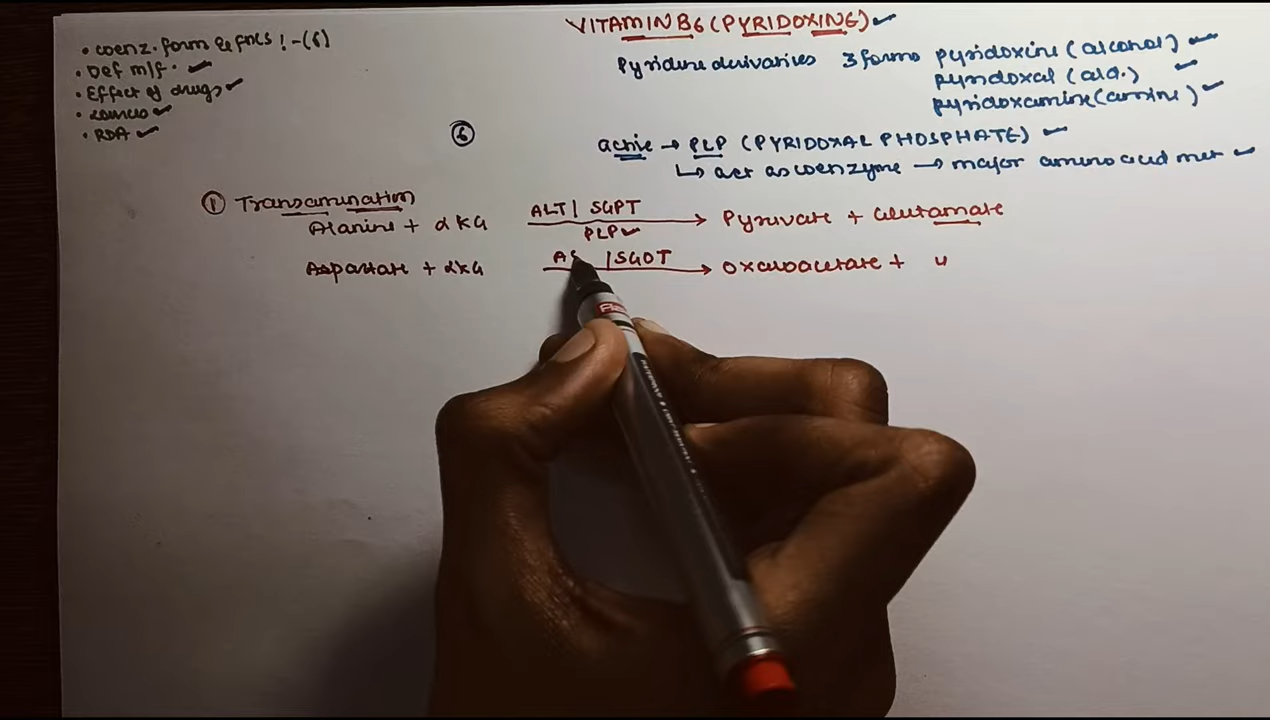 VITAMIN B6 (PYRIDOXINE) ✓
• coenz. form & fncs ! - (6)
• Def m/f. ✓
• Effect of drugs ✓
• sources ✓
• RDA ✓
Pyridine derivatives 3 forms pyridoxine (alcohol) ✓
pyridoxal (ald.) ✓
pyridoxamine (amine) ✓
⑥
active → PLP (PYRIDOXAL PHOSPHATE) ✓
↳ act as coenzyme → major amino acid met ✓
① Transamination
Alanine + αKG ALT | SGPT → Pyruvate + Glutamate
PLP ✓
Aspartate + αKG AS | SGOT → oxaloacetate + "